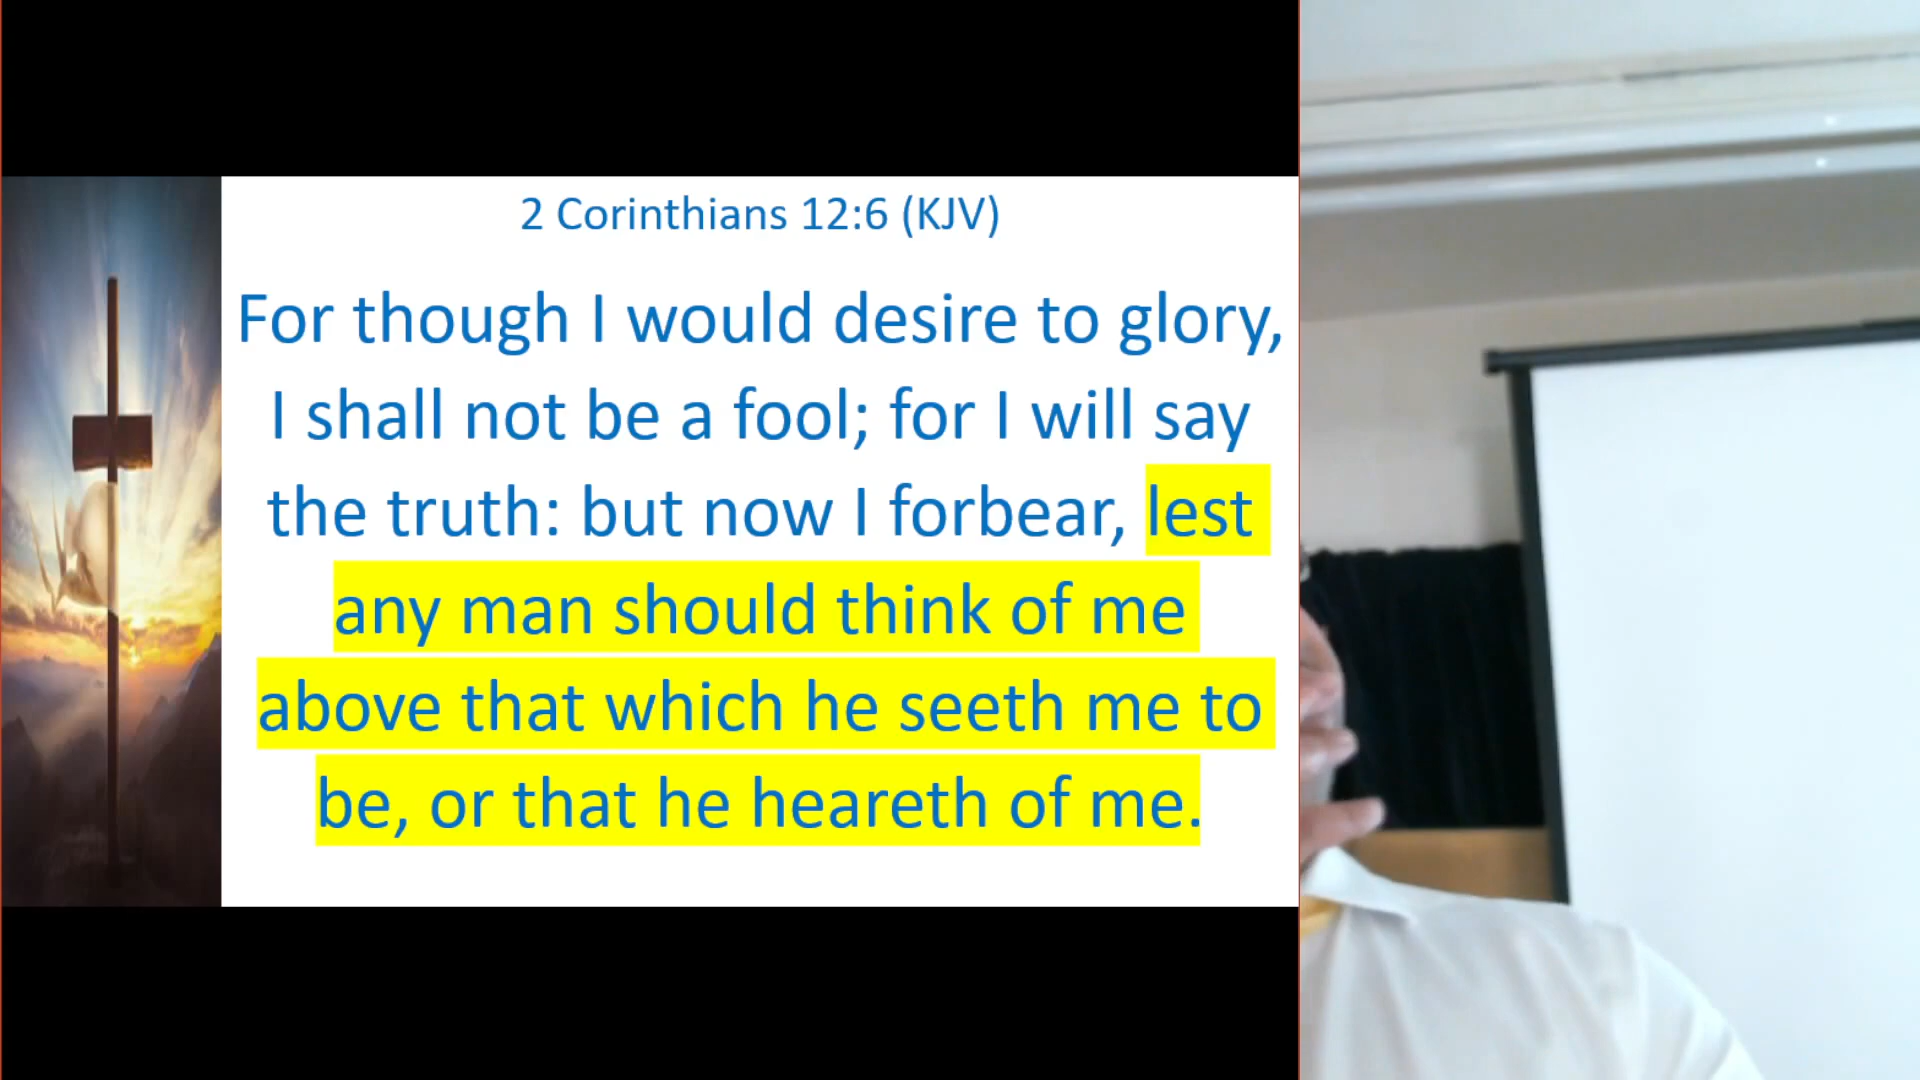 2 Corinthians 12:6 (KJV)
For though I would desire to glory,
I shall not be a fool; for I will say
the truth: but now I forbear, lest
any man should think of me
above that which he seeth me to
be, or that he heareth of me.